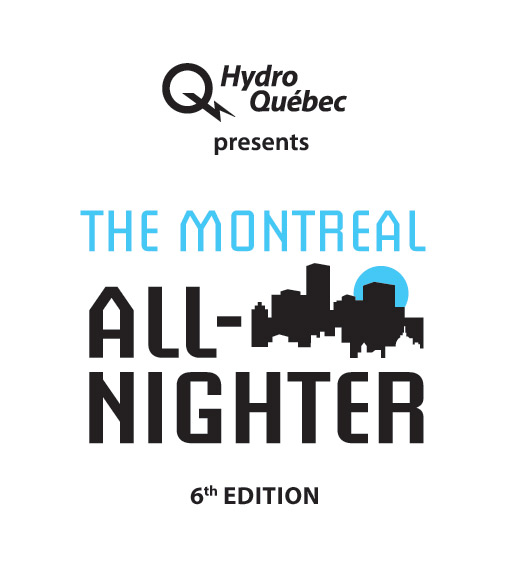 Hydro
Québec
presents
THE MONTREAL
ALL-
NIGHTER
6th EDITION